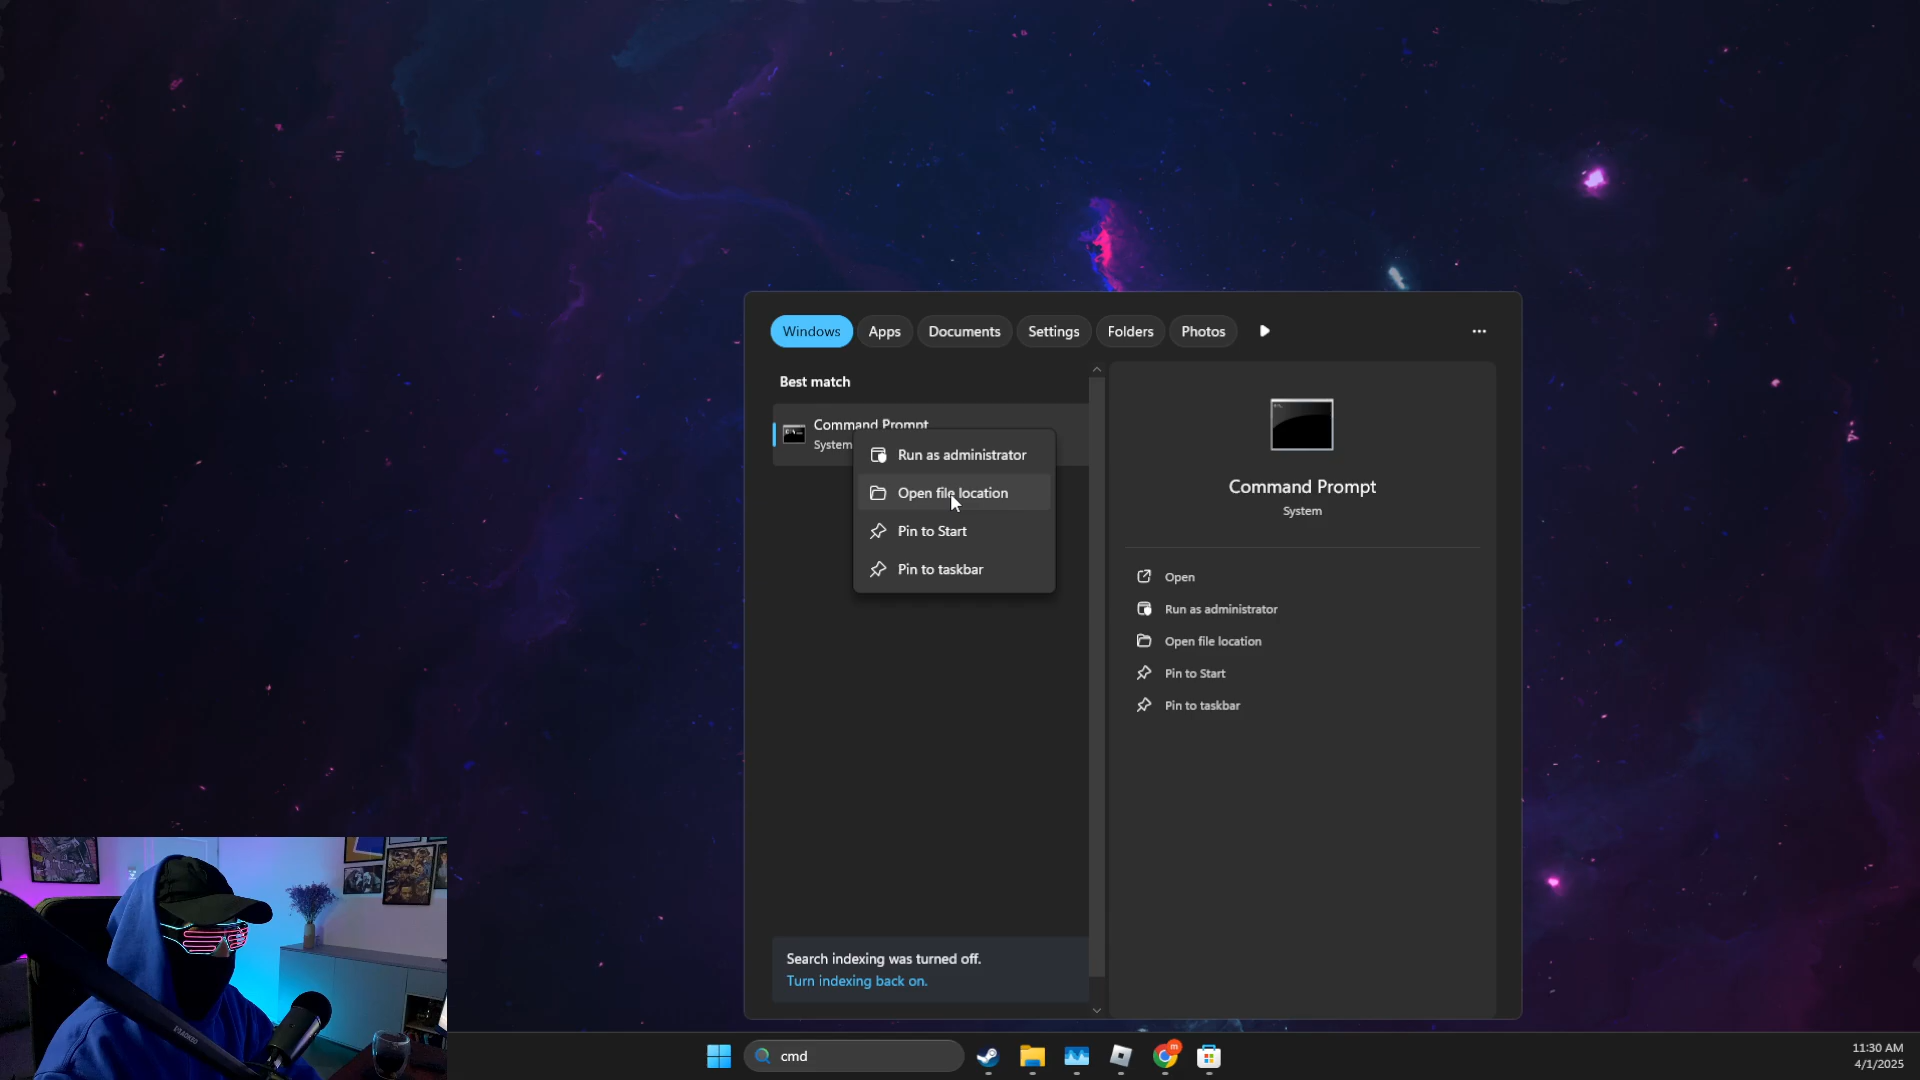 Windows
Apps
Documents
Settings
Folders
Photos
Best match
Command Prompt
System
Run as administrator
Open file location
Pin to Start
Pin to taskbar
Command Prompt
System
Open
Run as administrator
Open file location
Pin to Start
Pin to taskbar
Search indexing was turned off.
Turn indexing back on.
cmd
m
11:30 AM
4/1/2025